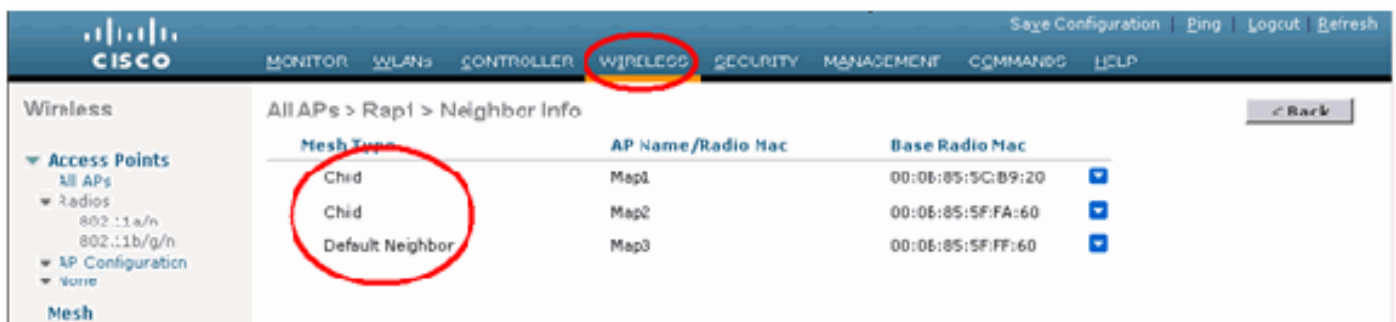 Save Configuration | Ping | Logout | Refresh
CISCO MONITOR WLANs CONTROLLER WIRELESS SECURITY MANAGEMENT COMMANDS HELP
Wireless
All APs > Rap1 > Neighbor Info
< Back
Mesh Type AP Name/Radio Mac Base Radio Mac
Access Points
All APs
Radios
802.11a/n
802.11b/g/n
AP Configuration
None
Mesh
Child Map1 00:0B:85:5C:B9:20
Child Map2 00:0B:85:5F:FA:60
Default Neighbor Map3 00:0B:85:5F:FF:60